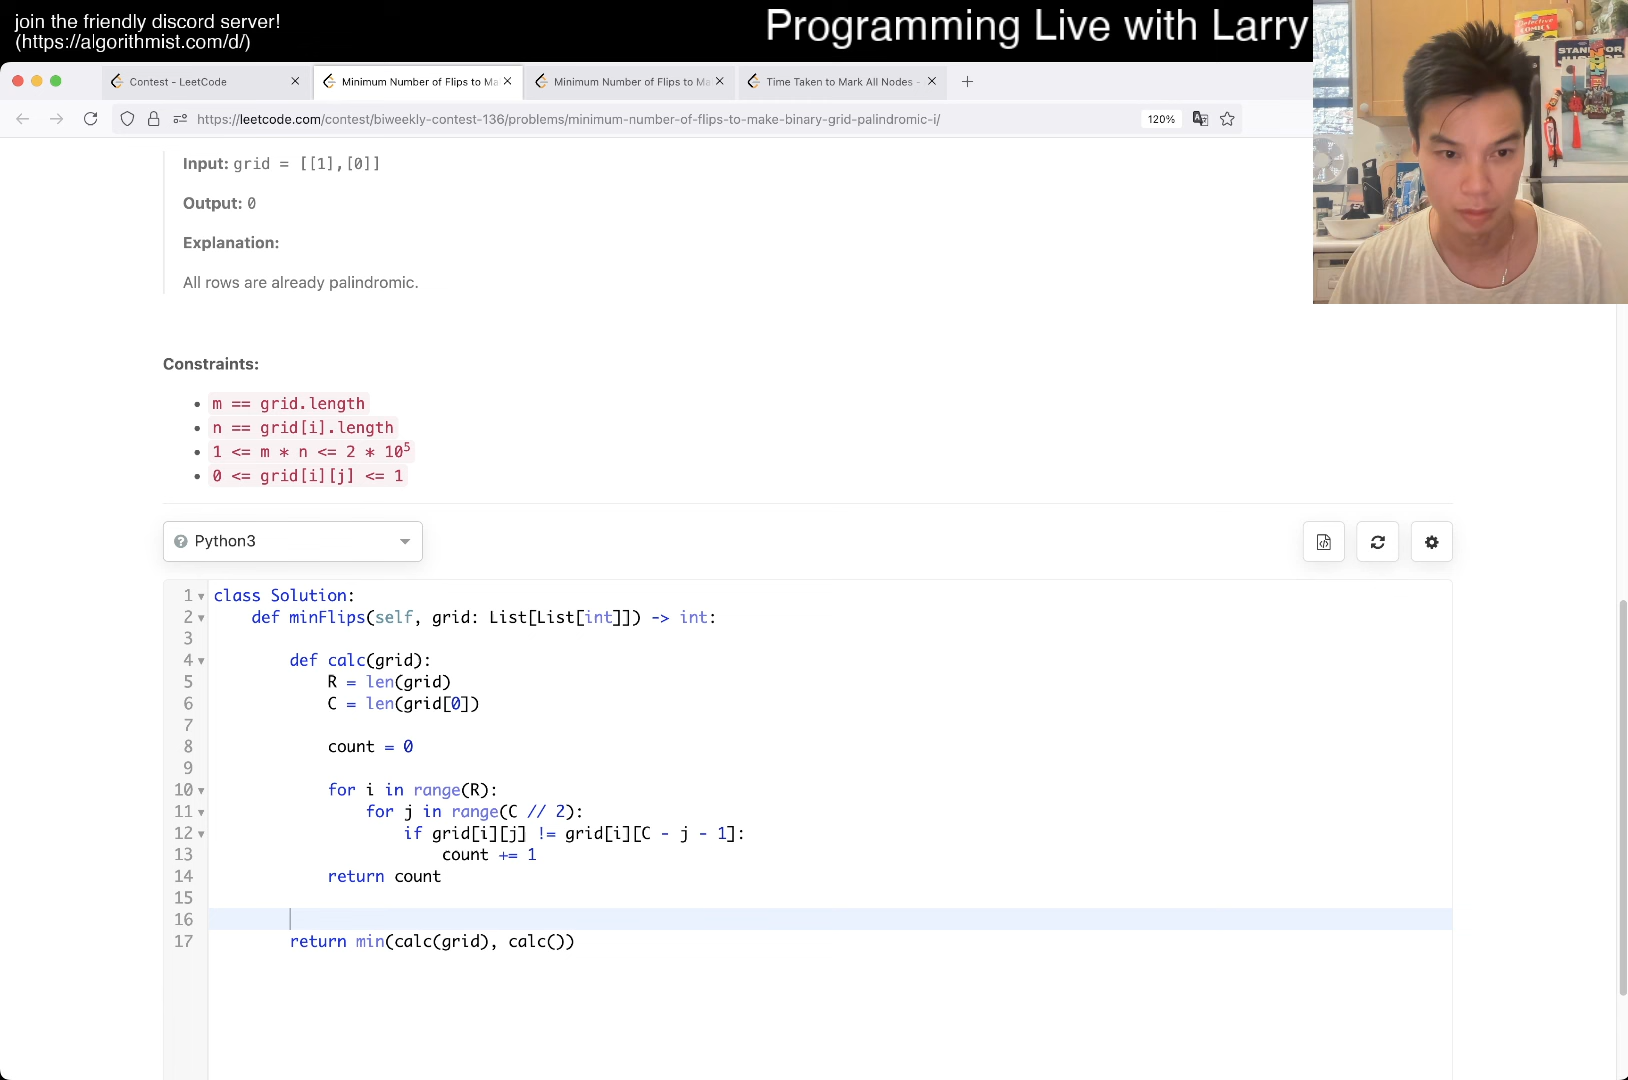 join the friendly discord server!
(https://algorithmist.com/d/)
Programming Live with Larry
Contest - LeetCode
Minimum Number of Flips to Ma
Minimum Number of Flips to Ma
Time Taken to Mark All Nodes -
https://leetcode.com/contest/biweekly-contest-136/problems/minimum-number-of-flips-to-make-binary-grid-palindromic-i/
120%
Input: grid = [[1],[0]]
Output: 0
Explanation:
All rows are already palindromic.
Constraints:
m == grid.length
n == grid[i].length
1 <= m * n <= 2 * 10⁵
0 <= grid[i][j] <= 1
Python3
1 class Solution:
2     def minFlips(self, grid: List[List[int]]) -> int:
3
4         def calc(grid):
5             R = len(grid)
6             C = len(grid[0])
7
8             count = 0
9
10             for i in range(R):
11                 for j in range(C // 2):
12                     if grid[i][j] != grid[i][C - j - 1]:
13                         count += 1
14             return count
15
16
17         return min(calc(grid), calc())